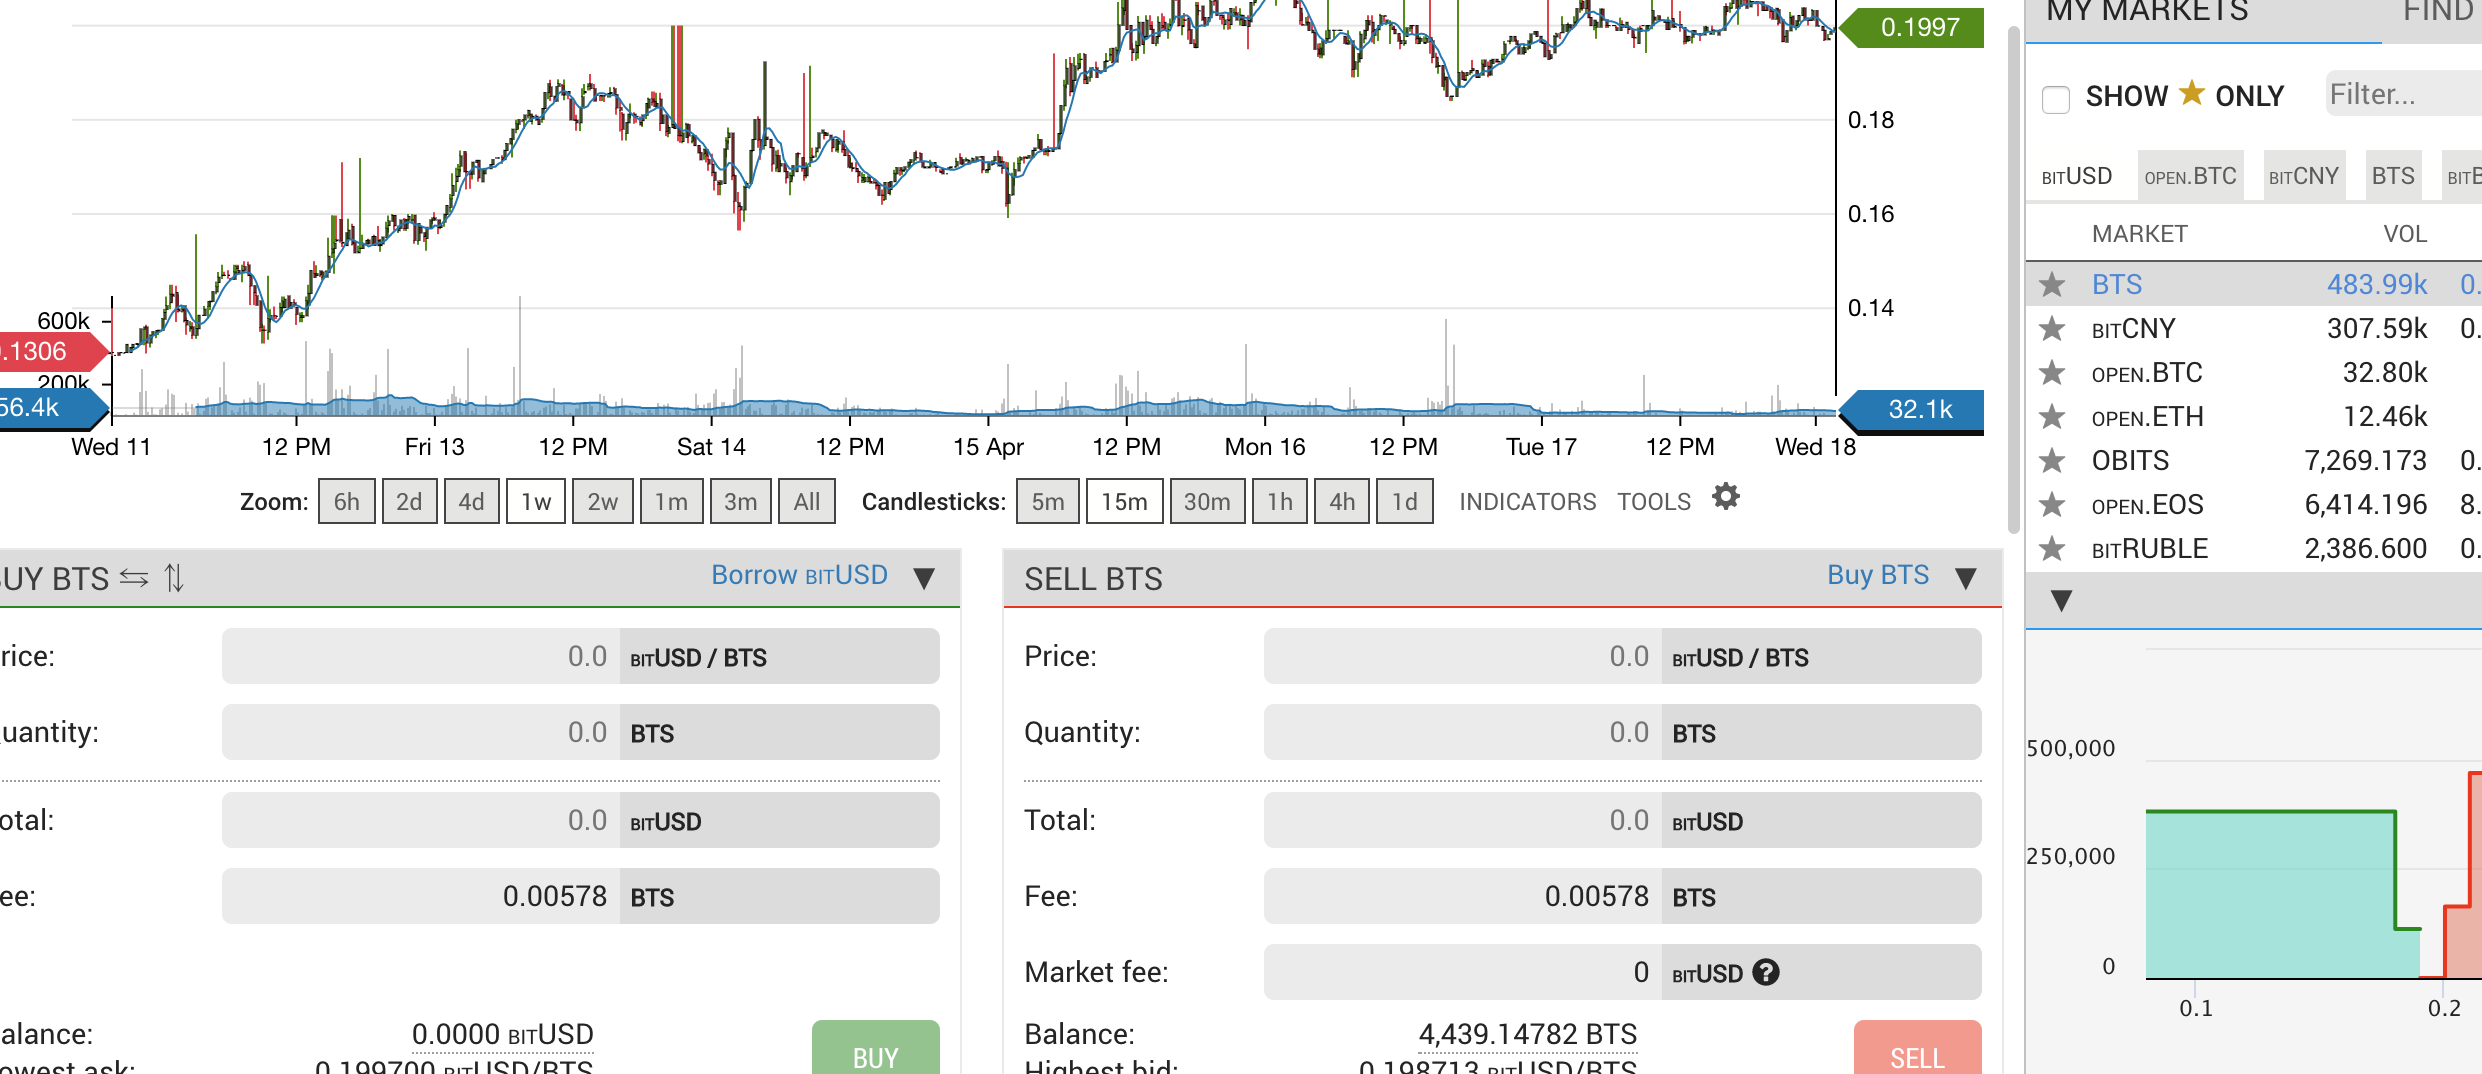 MY MARKETS FIND
0.1997
SHOW ★ ONLY Filter...
0.18
BITUSD OPEN.BTC BITCNY BTS
0.16
MARKET VOL
BTS 483.99k 0.
600k 0.14
BITCNY 307.59k 0.
.1306
OPEN.BTC 32.80k
200k
56.4k 32.1k
OPEN.ETH 12.46k
Wed 11 12 PM Fri 13 12 PM Sat 14 12 PM 15 Apr 12 PM Mon 16 12 PM Tue 17 12 PM Wed 18
OBITS 7,269.173 0.
Zoom: 6h 2d 4d 1w 2w 1m 3m All Candlesticks: 5m 15m 30m 1h 4h 1d INDICATORS TOOLS
OPEN.EOS 6,414.196 8.
BITRUBLE 2,386.600 0.
UY BTS ⇆ ⇅ Borrow BITUSD ▼
SELL BTS Buy BTS ▼
▼
rice: 0.0 BITUSD / BTS
Price: 0.0 BITUSD / BTS
uantity: 0.0 BTS
Quantity: 0.0 BTS
otal: 0.0 BITUSD
Total: 0.0 BITUSD
ee: 0.00578 BTS
Fee: 0.00578 BTS
Market fee: 0 BITUSD ?
alance: 0.0000 BITUSD
owest ask: 0.199700 BITUSD/BTS
BUY
Balance: 4,439.14782 BTS
Highest bid: 0.198713 BITUSD/BTS
SELL
500,000
250,000
0
0.1 0.2